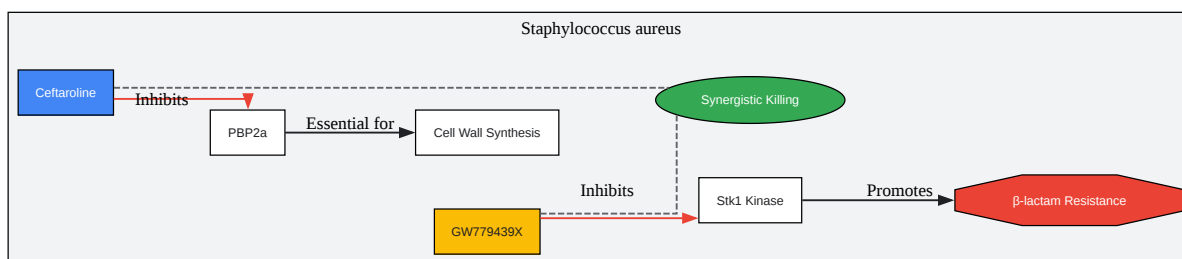 Staphylococcus aureus
Ceftaroline
Inhibits
Synergistic Killing
PBP2a
Essential for
Cell Wall Synthesis
Inhibits
Stk1 Kinase
Promotes
β-lactam Resistance
GW779439X